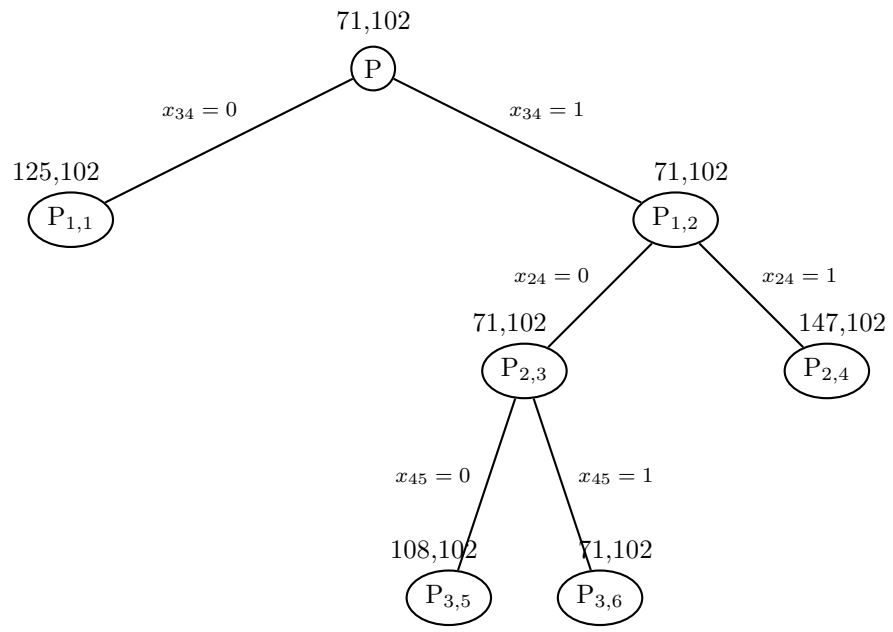 71,102
P
x₃₄ = 0
x₃₄ = 1
125,102
71,102
P₁,₁
P₁,₂
x₂₄ = 0
x₂₄ = 1
71,102
147,102
P₂,₃
P₂,₄
x₄₅ = 0
x₄₅ = 1
108,102
71,102
P₃,₅
P₃,₆